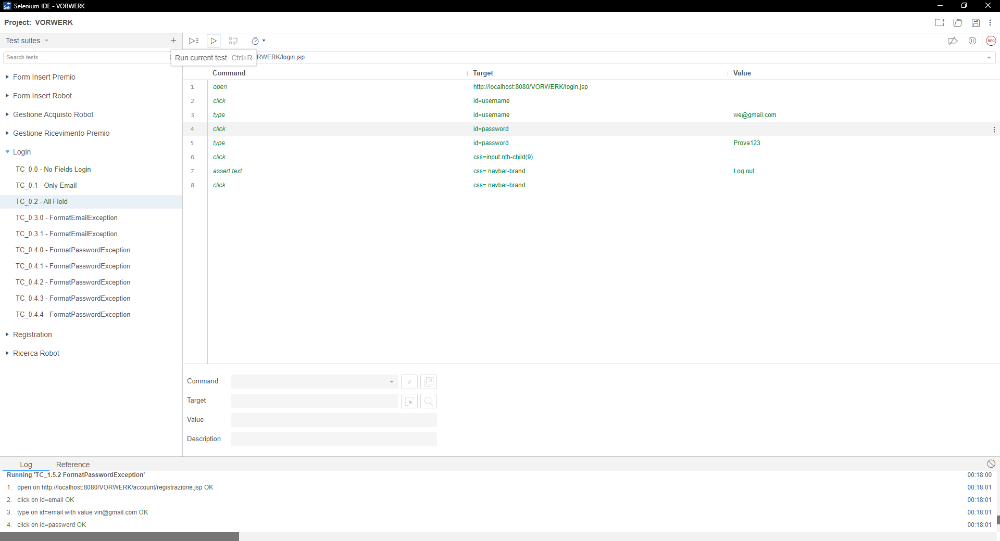 Se Selenium IDE - VORWERK
Project: VORWERK
Test suites
Run current test Ctrl+R
RWERK/login.jsp
Search tests...
Command Target Value
Form Insert Premio
Form Insert Robot
Gestione Acquisto Robot
Gestione Ricevimento Premio
Login
TC_0.0 - No Fields Login
TC_0.1 - Only Email
TC_0.2 - All Field
TC_0.3.0 - FormatEmailException
TC_0.3.1 - FormatEmailException
TC_0.4.0 - FormatPasswordException
TC_0.4.1 - FormatPasswordException
TC_0.4.2 - FormatPasswordException
TC_0.4.3 - FormatPasswordException
TC_0.4.4 - FormatPasswordException
Registration
Ricerca Robot
REC
1 open http://localhost:8080/VORWERK/login.jsp
2 click id=username
3 type id=username we@gmail.com
4 click id=password
5 type id=password Prova123
6 click css=input:nth-child(9)
7 assert text css=.navbar-brand Log out
8 click css=.navbar-brand
Command //
Target
Value
Description
Log Reference
Running 'TC_1.5.2 FormatPasswordException' 00:18:00
1. open on http://localhost:8080/VORWERK/account/registrazione.jsp OK 00:18:01
2. click on id=email OK 00:18:01
3. type on id=email with value vin@gmail.com OK 00:18:01
4. click on id=password OK 00:18:01